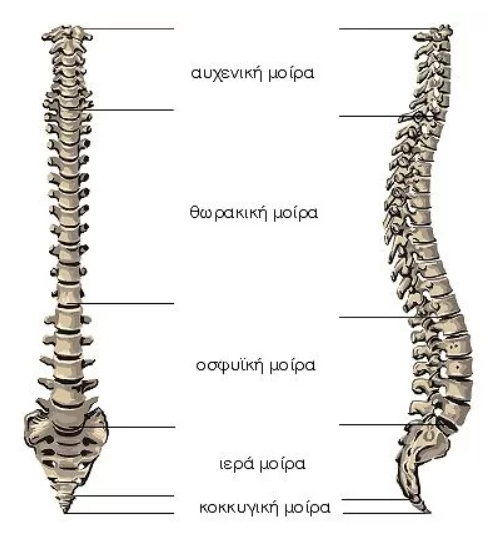 αυχενική μοίρα
θωρακική μοίρα
οσφυϊκή μοίρα
ιερά μοίρα
κοκκυγική μοίρα